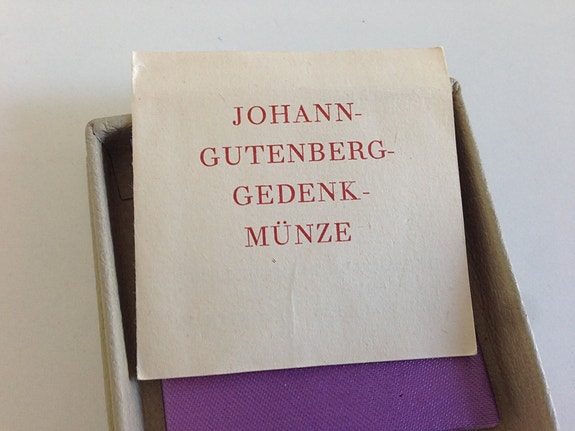 JOHANN-
GUTENBERG-
GEDENK-
MÜNZE